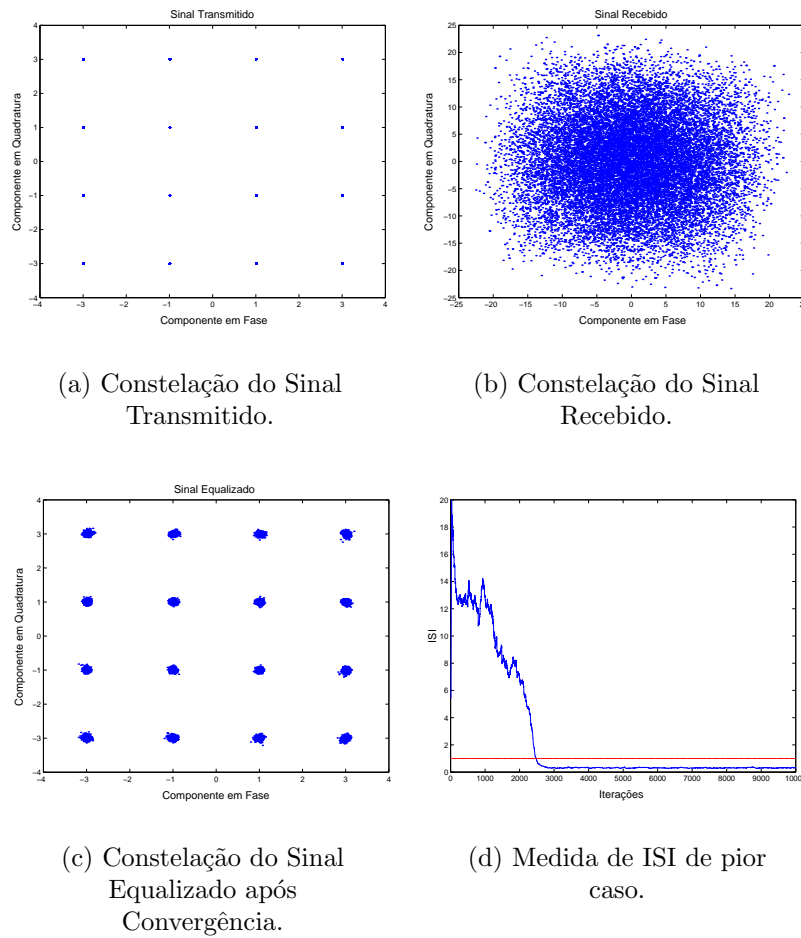 Sinal Transmitido
4
3
2
1
0
−1
−2
−3
−4
−4 −3 −2 −1 0 1 2 3 4
Componente em Quadratura
Componente em Fase
(a) Constelação do Sinal
Transmitido.
Sinal Recebido
25
20
15
10
5
0
−5
−10
−15
−20
−25
−25 −20 −15 −10 −5 0 5 10 15 20 25
Componente em Quadratura
Componente em Fase
(b) Constelação do Sinal
Recebido.
Sinal Equalizado
4
3
2
1
0
−1
−2
−3
−4
−4 −3 −2 −1 0 1 2 3 4
Componente em Quadratura
Componente em Fase
(c) Constelação do Sinal
Equalizado após
Convergência.
20
18
16
14
12
10
8
6
4
2
0
0 1000 2000 3000 4000 5000 6000 7000 8000 9000 1000
ISI
Iterações
(d) Medida de ISI de pior
caso.